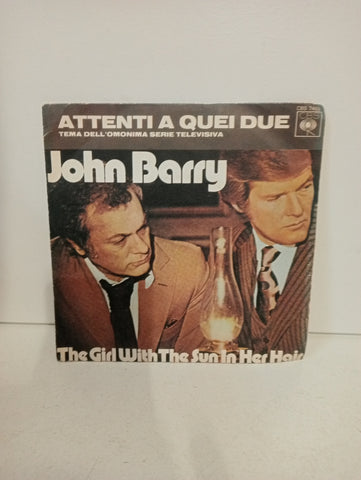 CBS 7469
ATTENTI A QUEI DUE
TEMA DELL'OMONIMA SERIE TELEVISIVA
John Barry
The Girl With The Sun In Her Hair